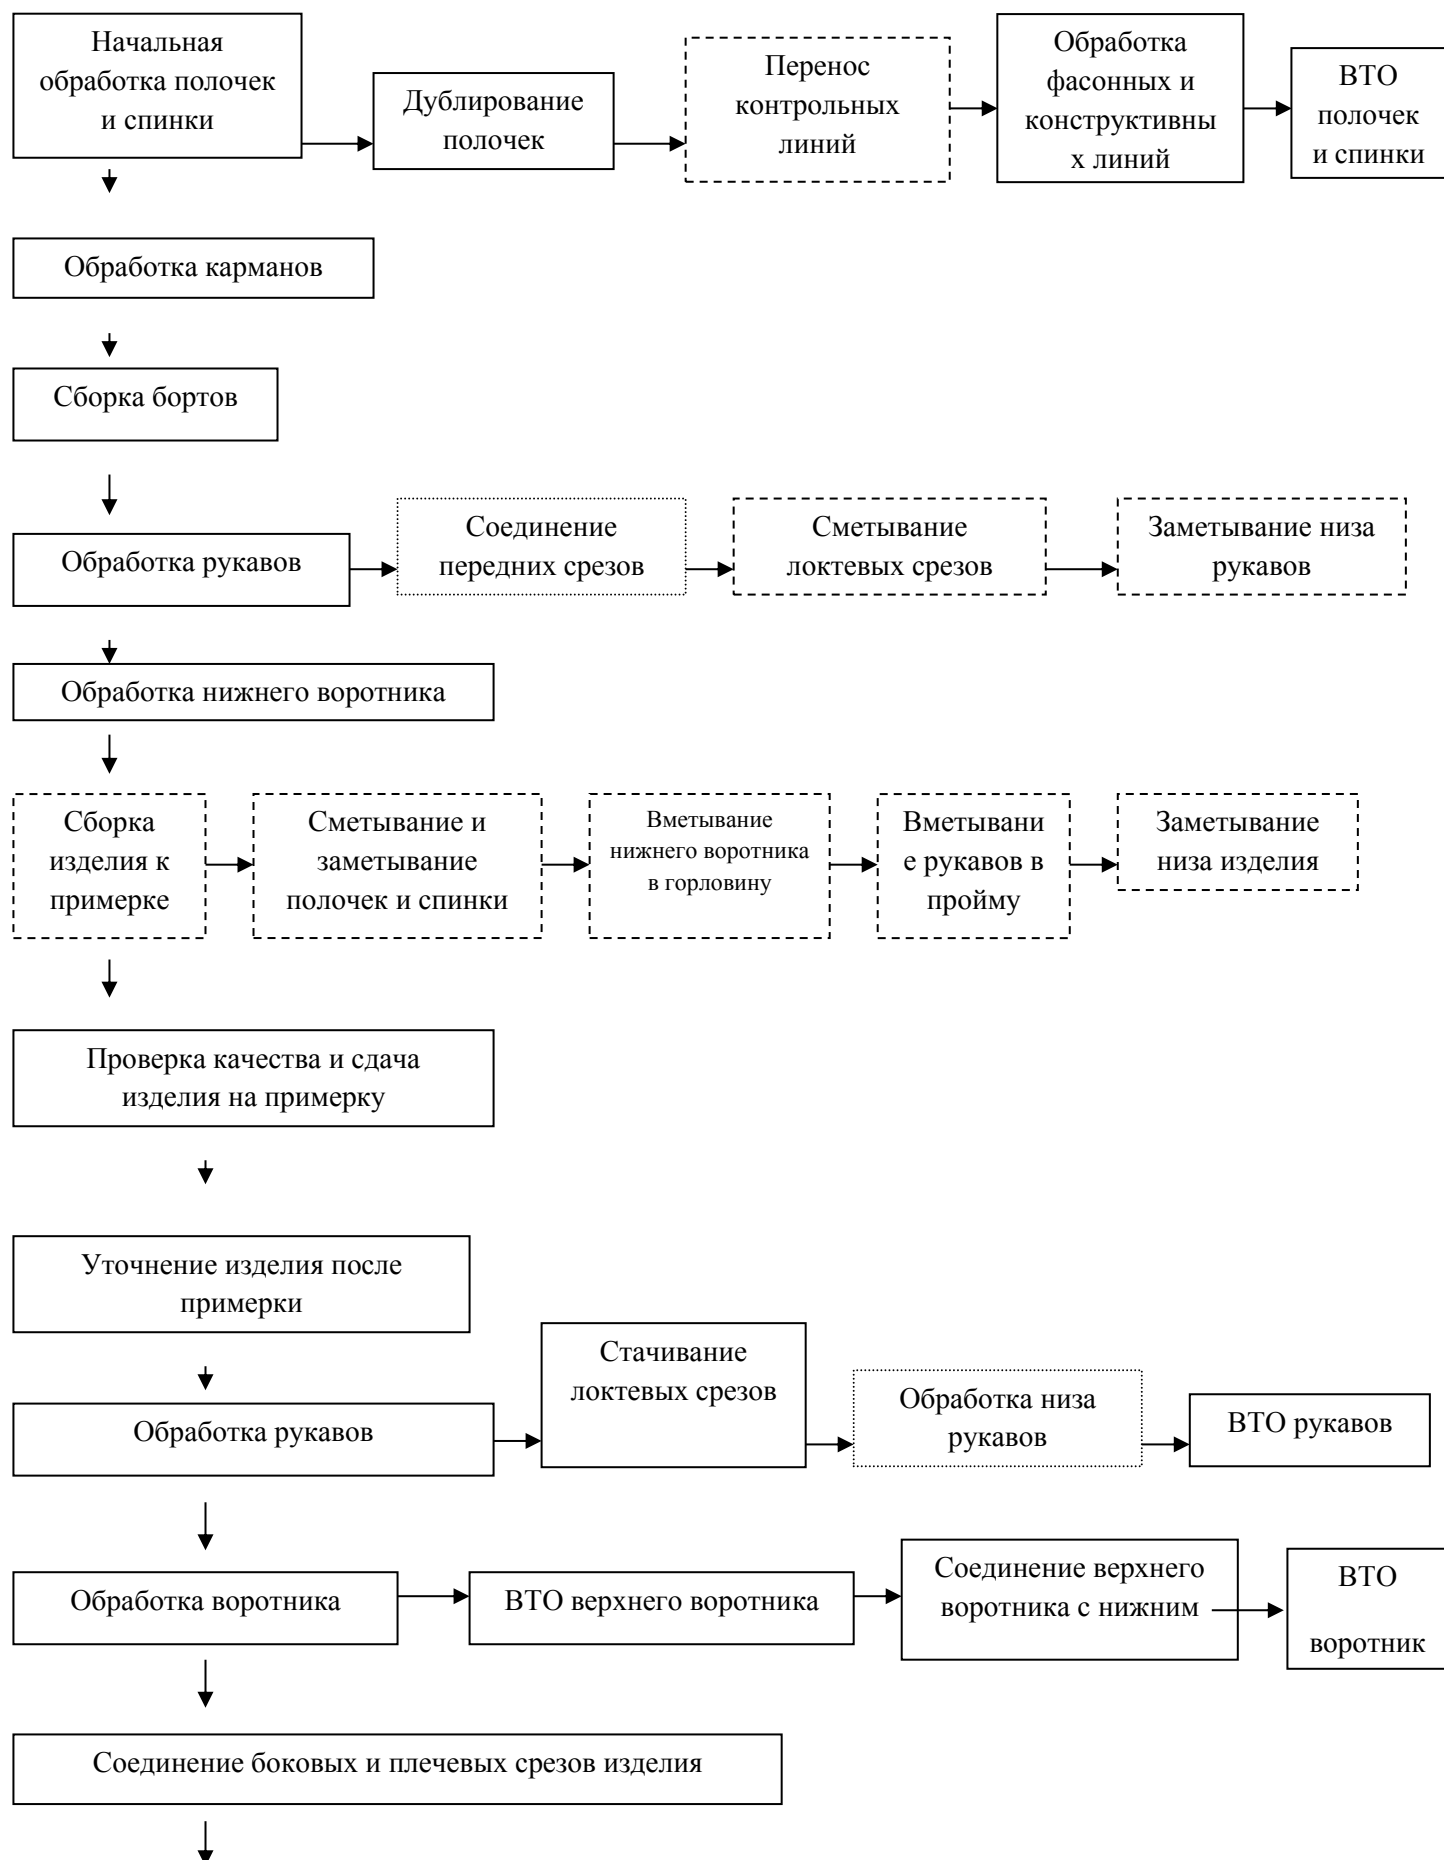 Начальная
обработка полочек
и спинки
Дублирование
полочек
Перенос
контрольных
линий
Обработка
фасонных и
конструктивны
х линий
ВТО
полочек
и спинки
Обработка карманов
Сборка бортов
Обработка рукавов
Соединение
передних срезов
Сметывание
локтевых срезов
Заметывание низа
рукавов
Обработка нижнего воротника
Сборка
изделия к
примерке
Сметывание и
заметывание
полочек и спинки
Вметывание
нижнего воротника
в горловину
Вметывани
е рукавов в
пройму
Заметывание
низа изделия
Проверка качества и сдача
изделия на примерку
Уточнение изделия после
примерки
Обработка рукавов
Стачивание
локтевых срезов
Обработка низа
рукавов
ВТО рукавов
Обработка воротника
ВТО верхнего воротника
Соединение верхнего
воротника с нижним
ВТО
воротник
Соединение боковых и плечевых срезов изделия